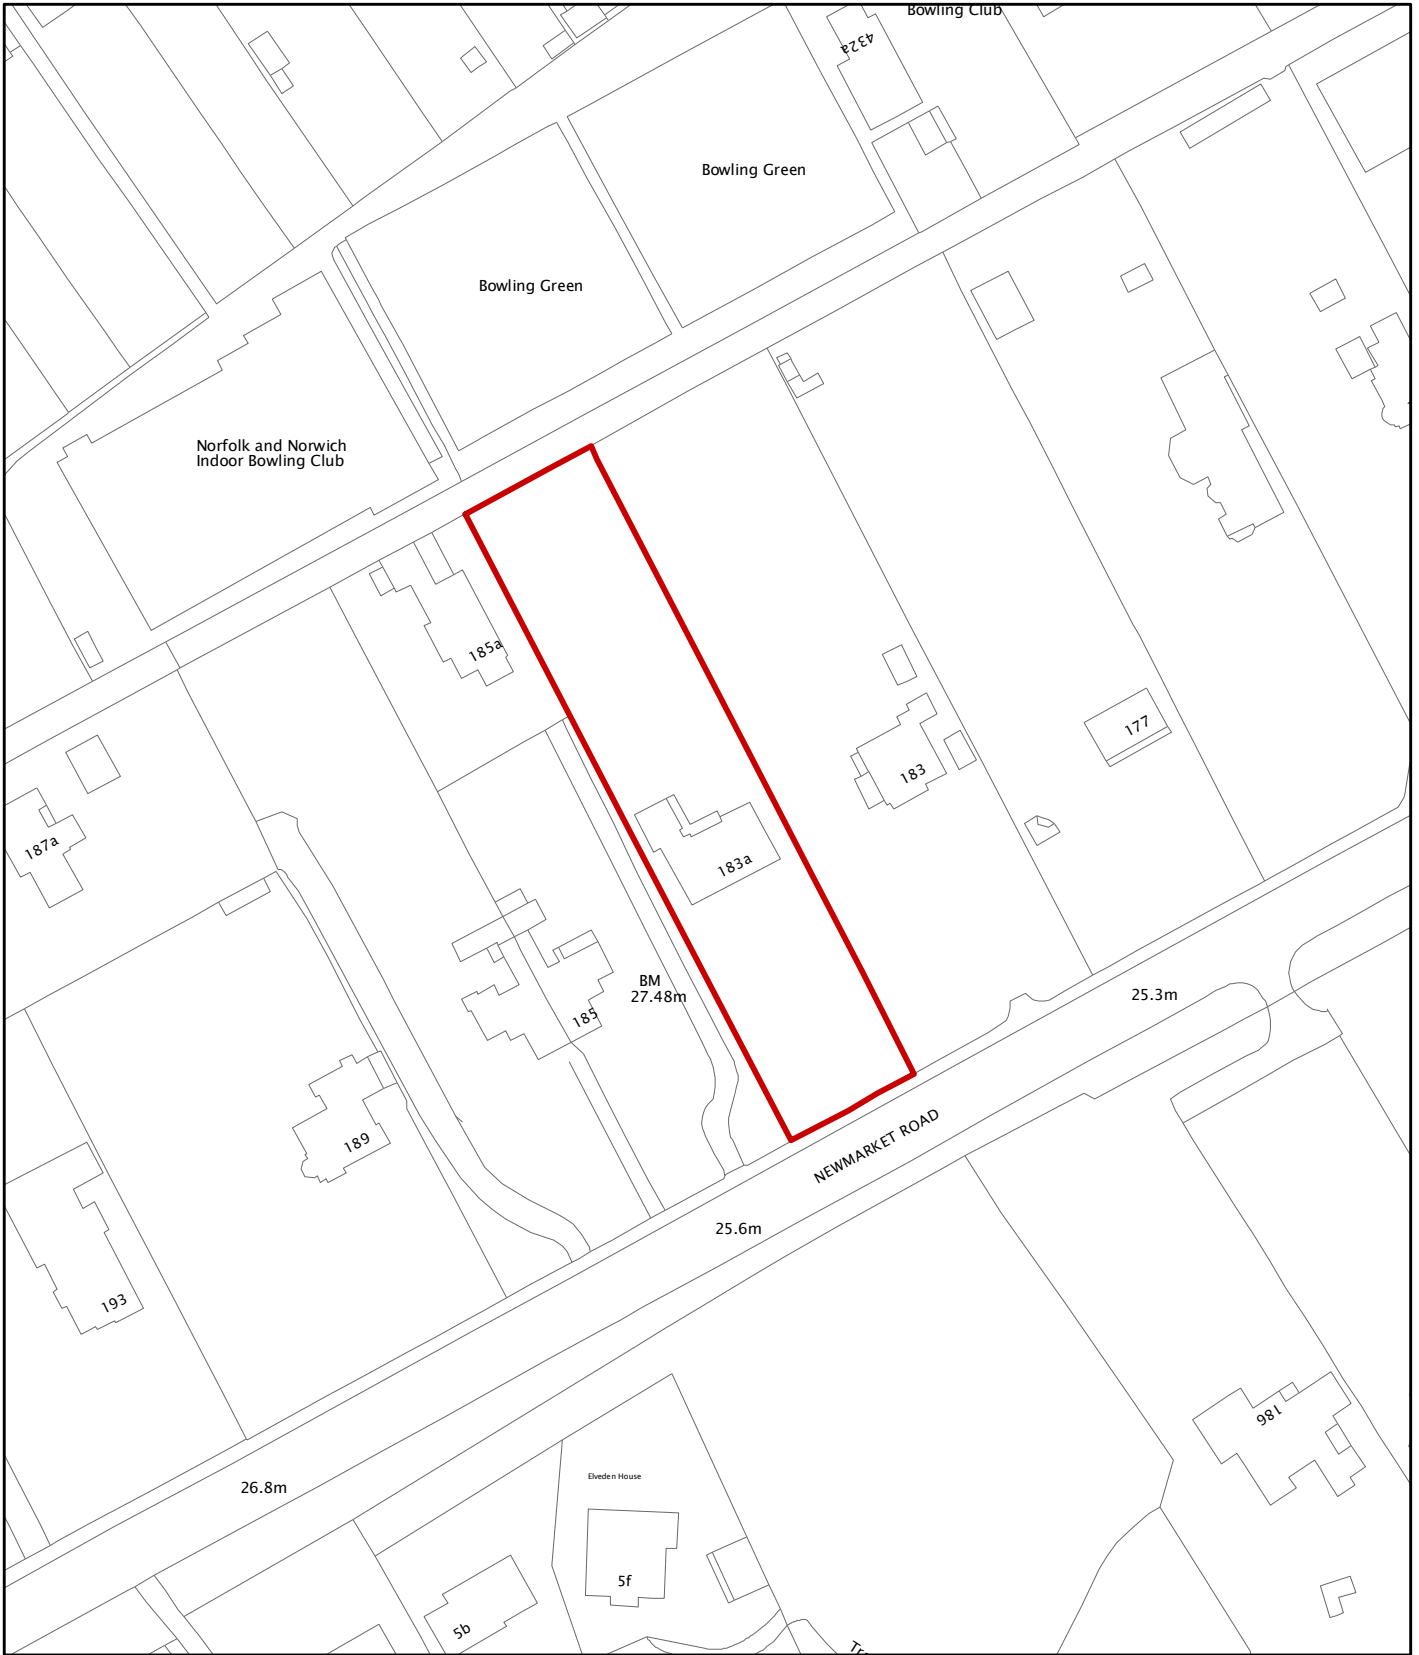 Bowling Club
432a
Bowling Green
Bowling Green
Norfolk and Norwich
Indoor Bowling Club
185a
177
183
187a
183a
BM
27.48m
25.3m
185
NEWMARKET ROAD
189
25.6m
193
186
26.8m
Elveden House
5f
5b